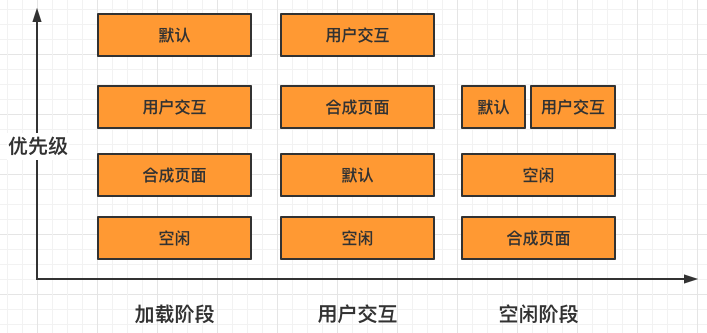 默认 用户交互
用户交互 合成页面 默认 用户交互
优先级
合成页面 默认 空闲
空闲 空闲 合成页面
加载阶段 用户交互 空闲阶段